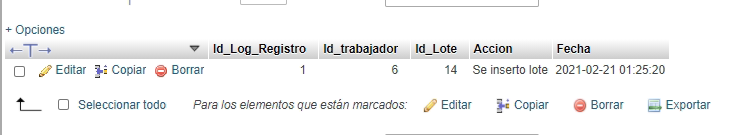 + Opciones
←T→ Id_Log_Registro Id_trabajador Id_Lote Accion Fecha
Editar Copiar Borrar 1 6 14 Se inserto lote 2021-02-21 01:25:20
Seleccionar todo Para los elementos que están marcados: Editar Copiar Borrar Exportar